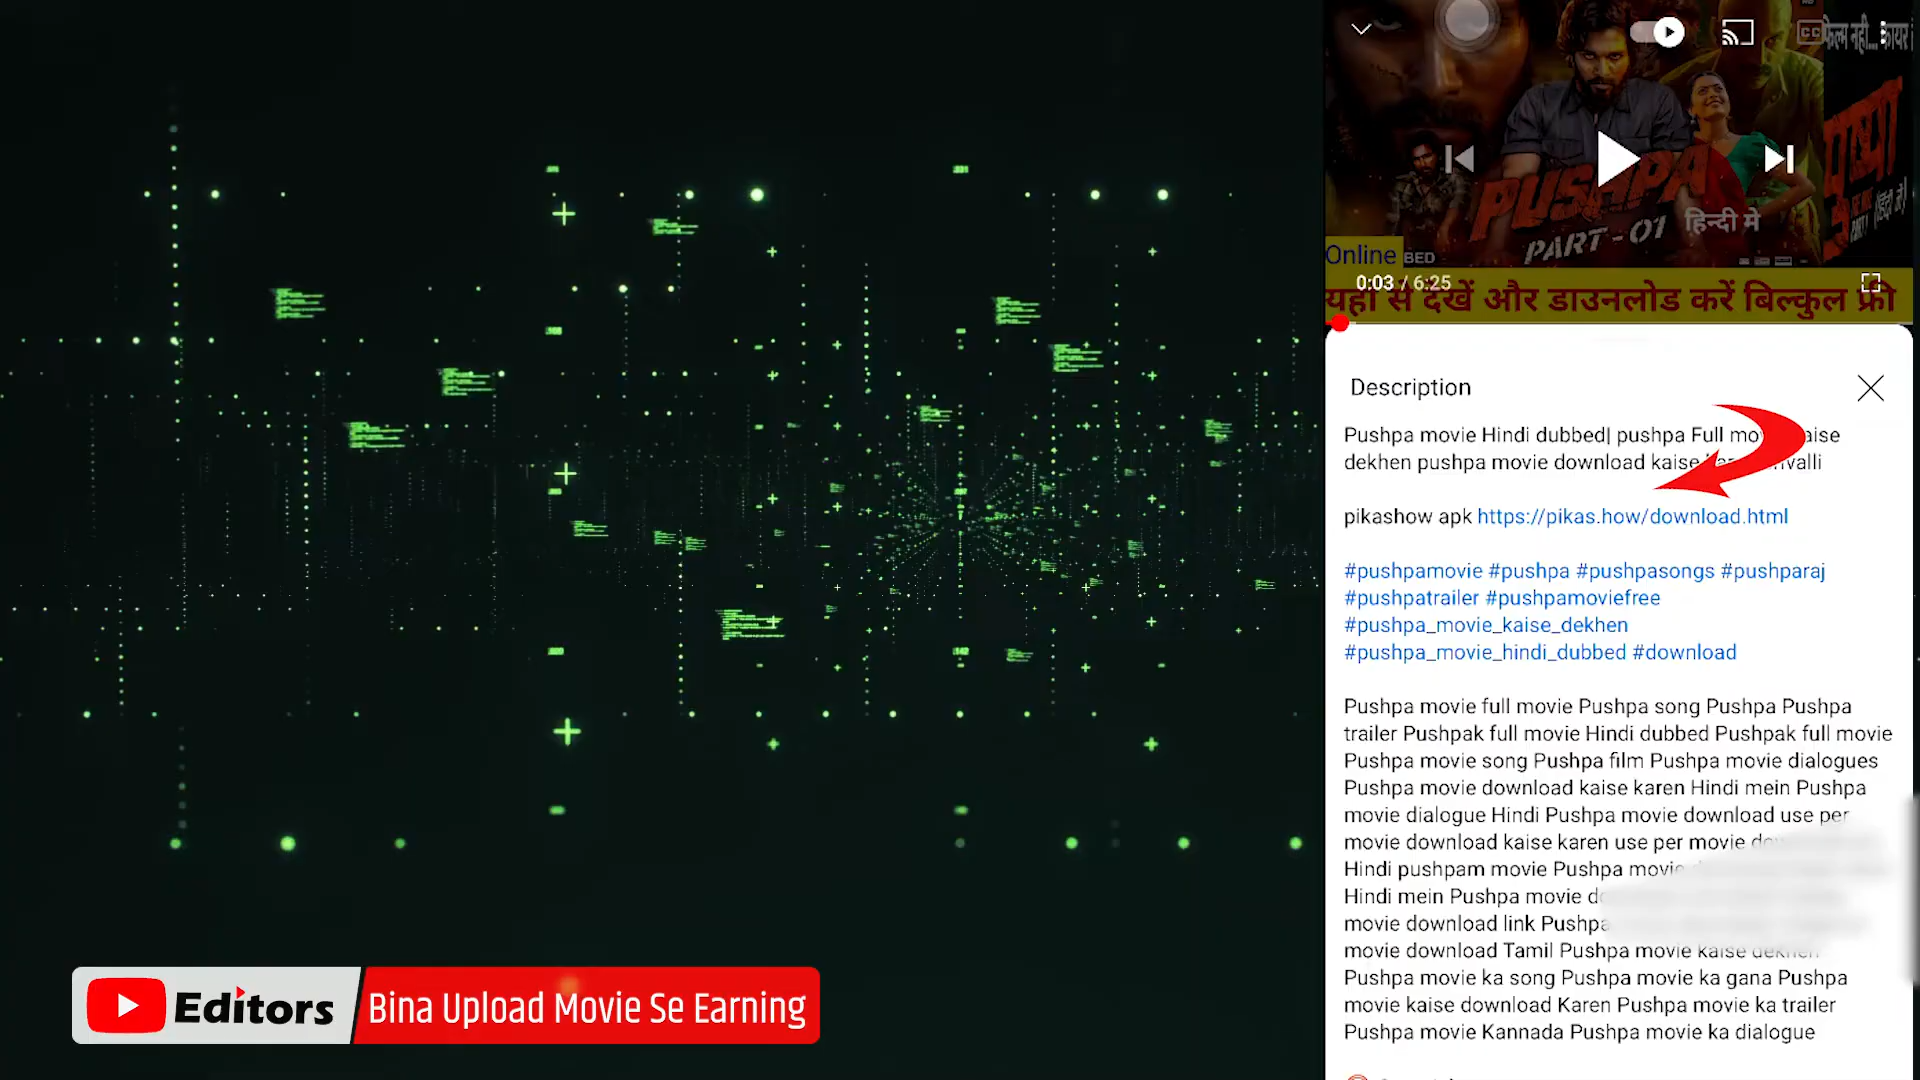 फिल्म नही... फायर
PUSHPA
PART-01 हिन्दी मे
Online BED
0:03 / 6:25
यहाँ से देखें और डाउनलोड करें बिल्कुल फ्री
Description
Pushpa movie Hindi dubbed| pushpa Full aise
dekhen pushpa movie download kaise
pikashow apk https://pikas.how/download.html
#pushpamovie #pushpa #pushpasongs #pushparaj
#pushpatrailer #pushpamoviefree
#pushpa_movie_kaise_dekhen
#pushpa_movie_hindi_dubbed #download
Pushpa movie full movie Pushpa song Pushpa Pushpa
trailer Pushpak full movie Hindi dubbed Pushpak full movie
Pushpa movie song Pushpa film Pushpa movie dialogues
Pushpa movie download kaise karen Hindi mein Pushpa
movie dialogue Hindi Pushpa movie download use per
movie download kaise karen use per movie
Hindi pushpam movie Pushpa movie
Hindi mein Pushpa movie
movie download link Pushpa
movie download Tamil Pushpa movie kaise dekhen
Pushpa movie ka song Pushpa movie ka gana Pushpa
movie kaise download Karen Pushpa movie ka trailer
Pushpa movie Kannada Pushpa movie ka dialogue
Editors Bina Upload Movie Se Earning